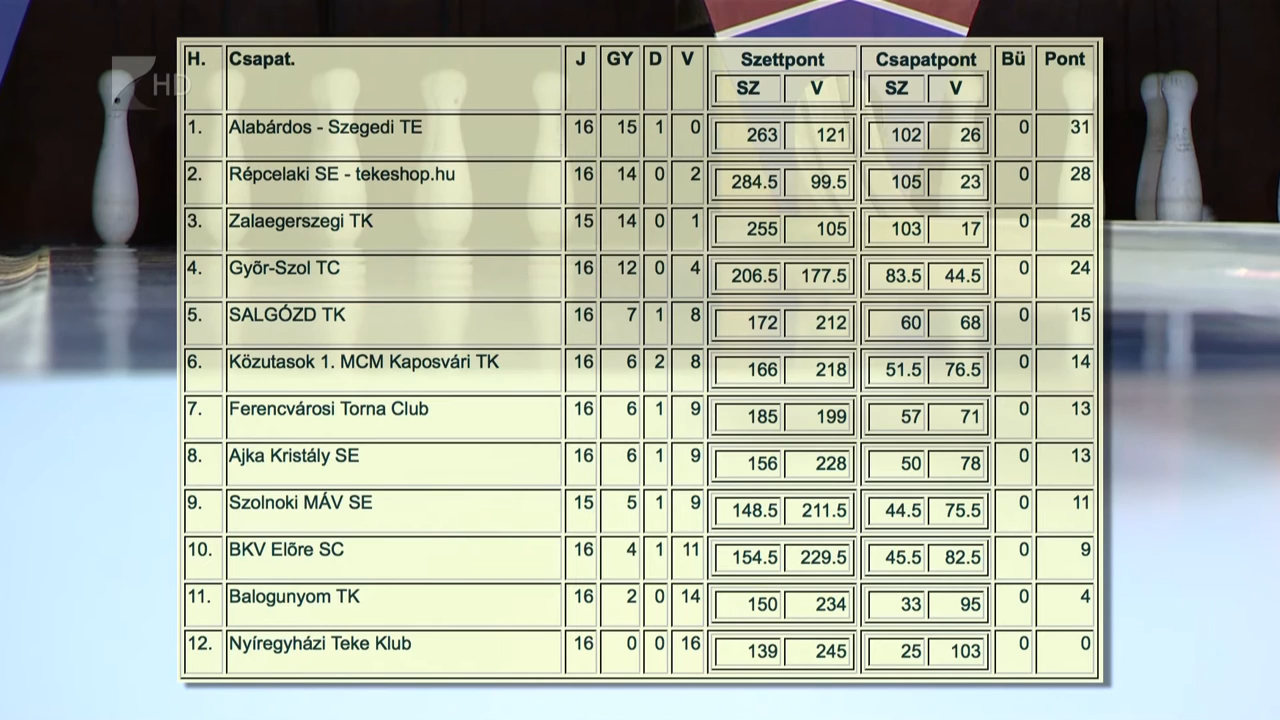 HD
H. Csapat. J GY D V Szettpont Csapatpont Bü Pont
SZ V SZ V
1. Alabárdos - Szegedi TE 16 15 1 0 263 121 102 26 0 31
2. Répcelaki SE - tekeshop.hu 16 14 0 2 284.5 99.5 105 23 0 28
3. Zalaegerszegi TK 15 14 0 1 255 105 103 17 0 28
4. Gyõr-Szol TC 16 12 0 4 206.5 177.5 83.5 44.5 0 24
5. SALGÓZD TK 16 7 1 8 172 212 60 68 0 15
6. Közutasok 1. MCM Kaposvári TK 16 6 2 8 166 218 51.5 76.5 0 14
7. Ferencvárosi Torna Club 16 6 1 9 185 199 57 71 0 13
8. Ajka Kristály SE 16 6 1 9 156 228 50 78 0 13
9. Szolnoki MÁV SE 15 5 1 9 148.5 211.5 44.5 75.5 0 11
10. BKV Elõre SC 16 4 1 11 154.5 229.5 45.5 82.5 0 9
11. Balogunyom TK 16 2 0 14 150 234 33 95 0 4
12. Nyíregyházi Teke Klub 16 0 0 16 139 245 25 103 0 0